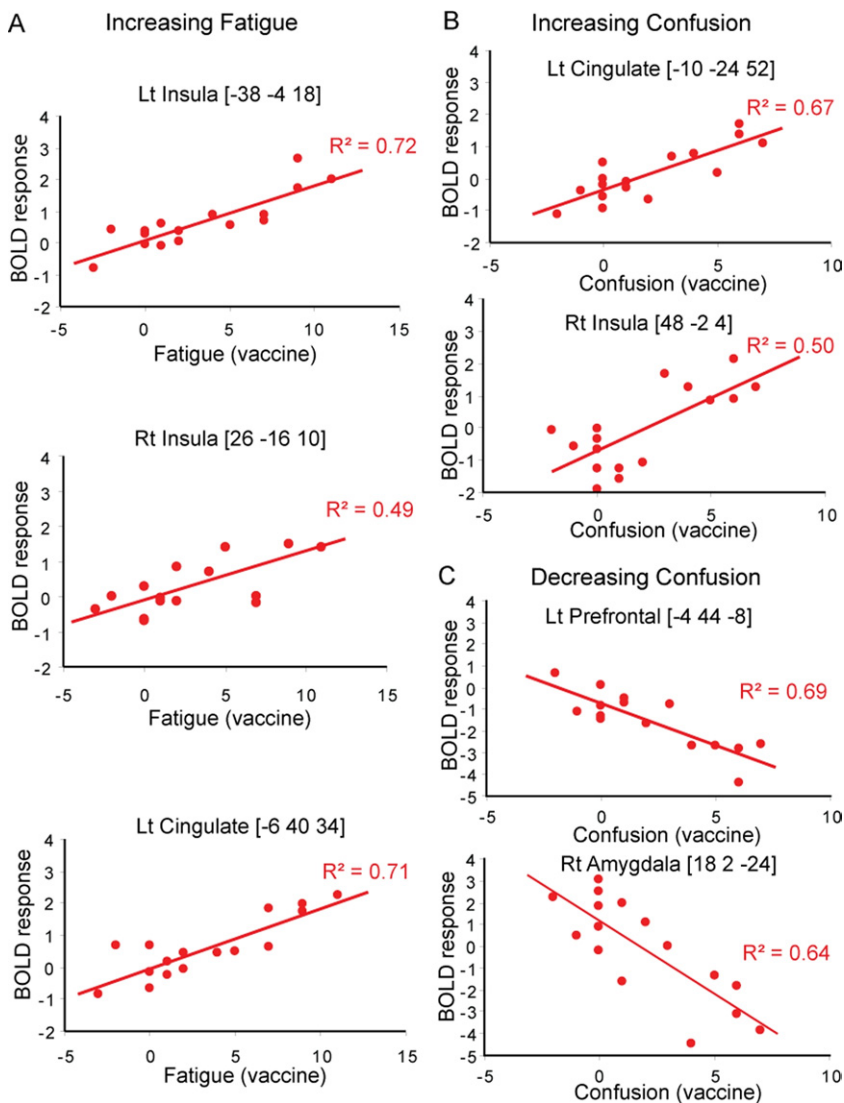 A
Increasing Fatigue
Lt Insula [-38 -4 18]
R² = 0.72
BOLD response
4
3
2
1
0
-1
-2
-5
0
5
10
15
Fatigue (vaccine)
Rt Insula [26 -16 10]
R² = 0.49
BOLD response
4
3
2
1
0
-1
-2
-5
0
5
10
15
Fatigue (vaccine)
Lt Cingulate [-6 40 34]
R² = 0.71
BOLD response
4
3
2
1
0
-1
-2
-5
0
5
10
15
Fatigue (vaccine)
B
Increasing Confusion
Lt Cingulate [-10 -24 52]
R² = 0.67
BOLD response
4
3
2
1
0
-1
-2
-5
0
5
10
Confusion (vaccine)
Rt Insula [48 -2 4]
R² = 0.50
BOLD response
4
3
2
1
0
-1
-2
-5
0
5
10
Confusion (vaccine)
C
Decreasing Confusion
Lt Prefrontal [-4 44 -8]
R² = 0.69
BOLD response
4
3
1
0
-1
-2
-3
-4
-5
-5
0
5
10
Confusion (vaccine)
Rt Amygdala [18 2 -24]
R² = 0.64
BOLD response
4
3
2
1
0
-1
-2
-3
-4
-5
-5
0
5
10
Confusion (vaccine)